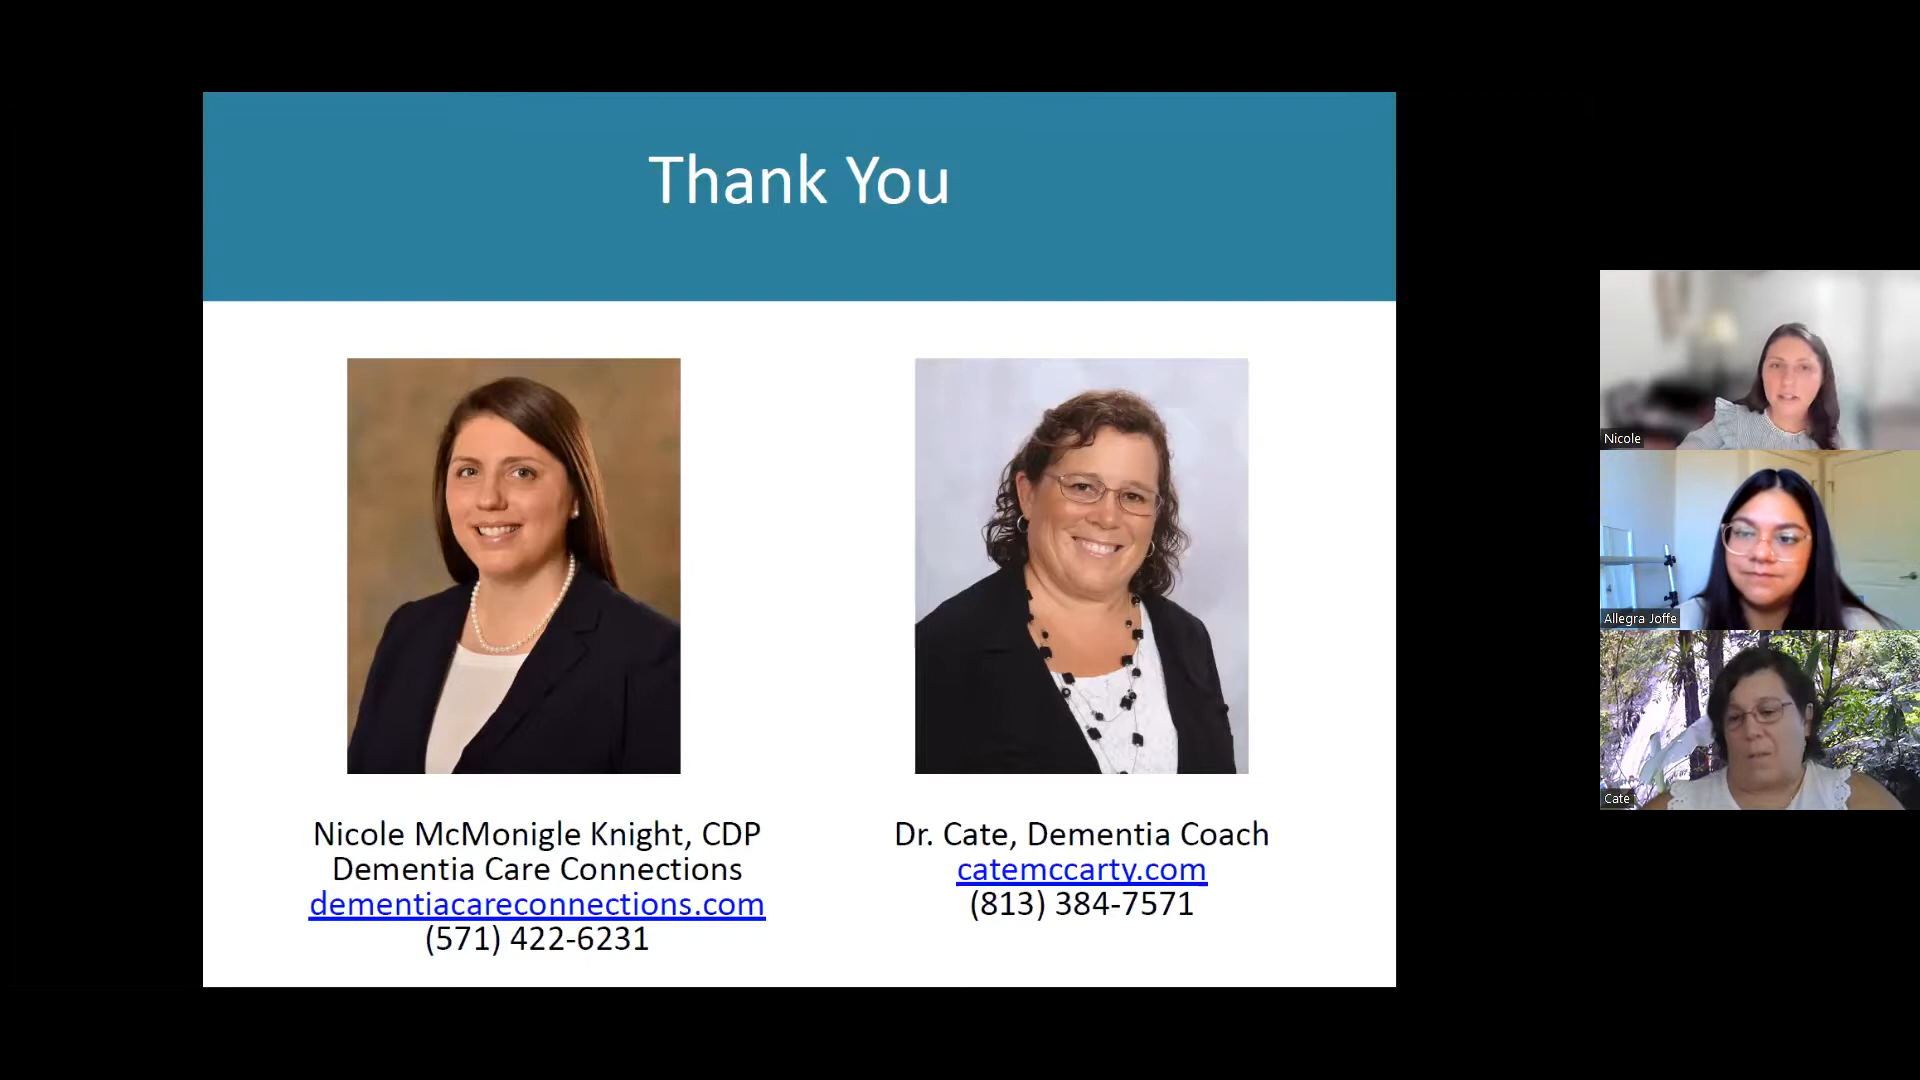 Thank You
Nicole McMonigle Knight, CDP
Dementia Care Connections
dementiacareconnections.com
(571) 422-6231
Dr. Cate, Dementia Coach
catemccarty.com
(813) 384-7571
Nicole
Allegra Joffe
Cate